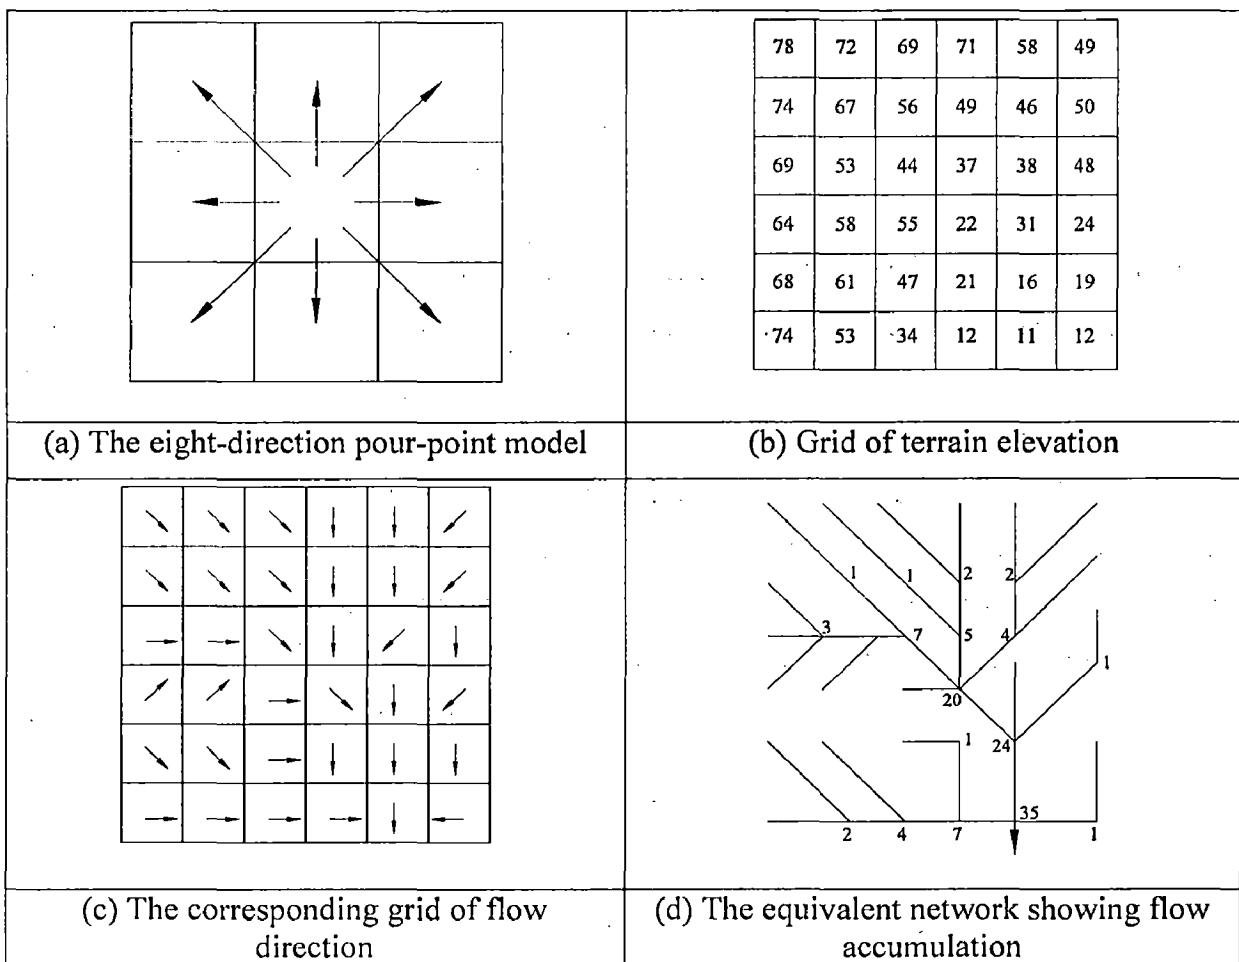 78 72 69 71 58 49
74 67 56 49 46 50
69 53 44 37 38 48
64 58 55 22 31 24
68 61 47 21 16 19
74 53 34 12 11 12
(a) The eight-direction pour-point model
(b) Grid of terrain elevation
1 1 2 2
3 7 5 4
1
20
1 24
35
2 4 7 1
(c) The corresponding grid of flow
direction
(d) The equivalent network showing flow
accumulation